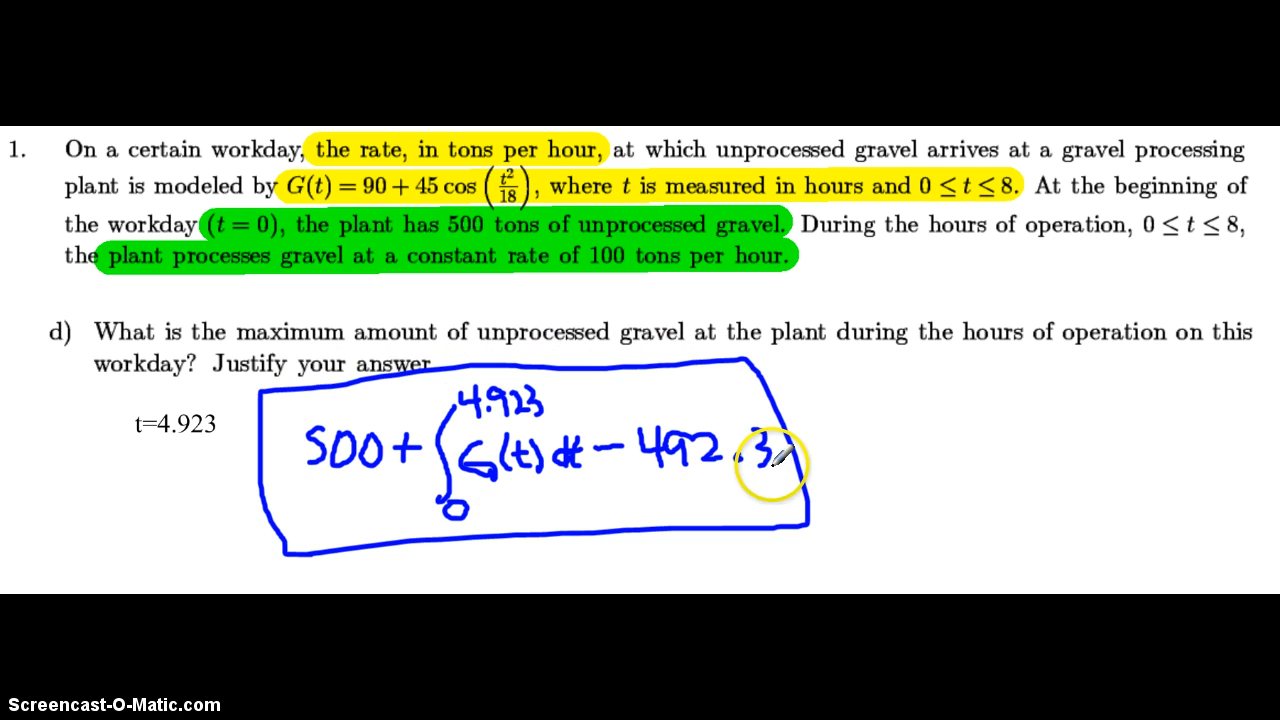 1. On a certain workday, the rate, in tons per hour, at which unprocessed gravel arrives at a gravel processing
plant is modeled by G(t) = 90 + 45 cos (t²/18), where t is measured in hours and 0 ≤ t ≤ 8. At the beginning of
the workday (t = 0), the plant has 500 tons of unprocessed gravel. During the hours of operation, 0 ≤ t ≤ 8,
the plant processes gravel at a constant rate of 100 tons per hour.
d) What is the maximum amount of unprocessed gravel at the plant during the hours of operation on this
workday? Justify your answer
t=4.923
500 + ∫₀^4.923 G(t) dt − 492.3
Screencast-O-Matic.com